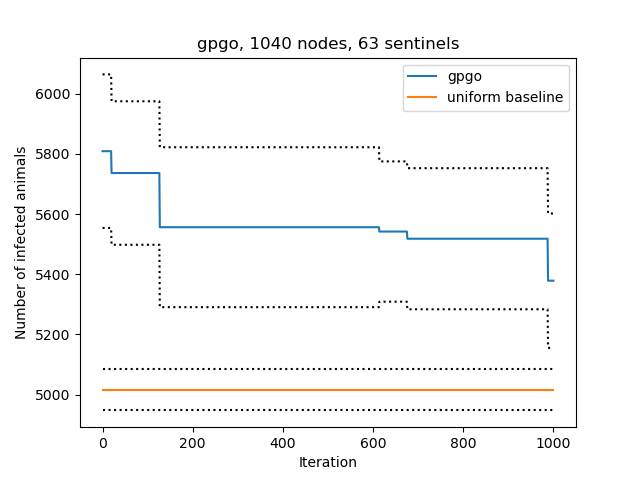 gpgo, 1040 nodes, 63 sentinels
gpgo
uniform baseline
Number of infected animals
6000
5800
5600
5400
5200
5000
0 200 400 600 800 1000
Iteration